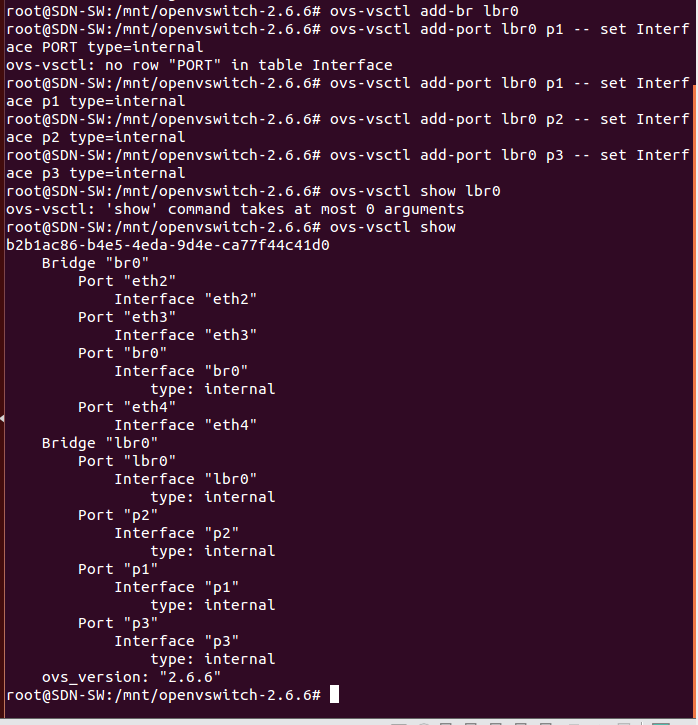 root@SDN-SW:/mnt/openvswitch-2.6.6# ovs-vsctl add-br lbr0
root@SDN-SW:/mnt/openvswitch-2.6.6# ovs-vsctl add-port lbr0 p1 -- set Interf
ace PORT type=internal
ovs-vsctl: no row "PORT" in table Interface
root@SDN-SW:/mnt/openvswitch-2.6.6# ovs-vsctl add-port lbr0 p1 -- set Interf
ace p1 type=internal
root@SDN-SW:/mnt/openvswitch-2.6.6# ovs-vsctl add-port lbr0 p2 -- set Interf
ace p2 type=internal
root@SDN-SW:/mnt/openvswitch-2.6.6# ovs-vsctl add-port lbr0 p3 -- set Interf
ace p3 type=internal
root@SDN-SW:/mnt/openvswitch-2.6.6# ovs-vsctl show lbr0
ovs-vsctl: 'show' command takes at most 0 arguments
root@SDN-SW:/mnt/openvswitch-2.6.6# ovs-vsctl show
b2b1ac86-b4e5-4eda-9d4e-ca77f44c41d0
    Bridge "br0"
        Port "eth2"
            Interface "eth2"
        Port "eth3"
            Interface "eth3"
        Port "br0"
            Interface "br0"
                type: internal
        Port "eth4"
            Interface "eth4"
    Bridge "lbr0"
        Port "lbr0"
            Interface "lbr0"
                type: internal
        Port "p2"
            Interface "p2"
                type: internal
        Port "p1"
            Interface "p1"
                type: internal
        Port "p3"
            Interface "p3"
                type: internal
    ovs_version: "2.6.6"
root@SDN-SW:/mnt/openvswitch-2.6.6#